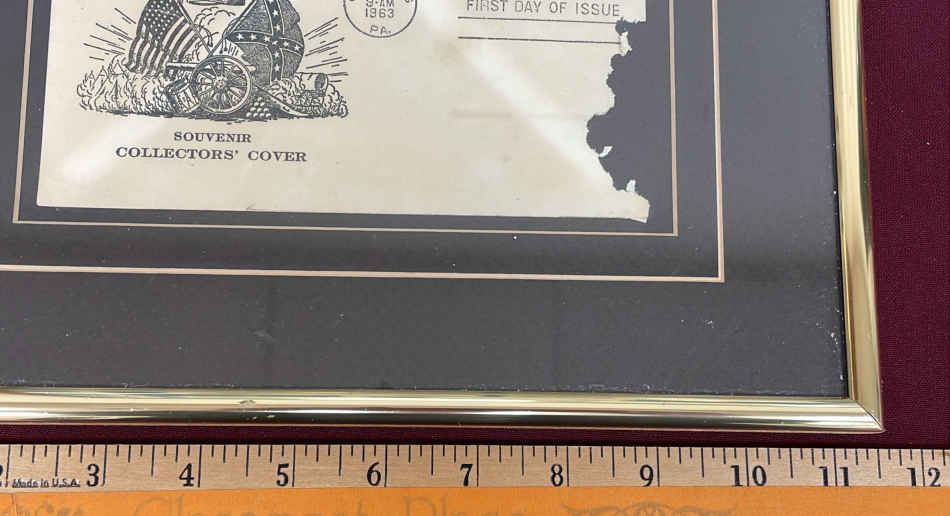 9-AM
1963
PA.
FIRST DAY OF ISSUE
SOUVENIR
COLLECTORS' COVER
2 3 4 5 6 7 8 9 10 11 12
Made in U.S.A.